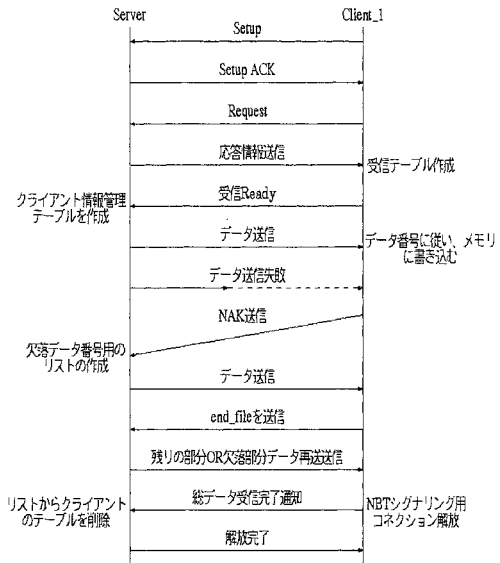 Server
Client_1
Setup
Setup ACK
Request
応答情報送信
受信テーブル作成
受信Ready
クライアント情報管理
テーブルを作成
データ送信
データ番号に従い、メモリ
に書き込む
データ送信失敗
NAK送信
欠落データ番号用の
リストの作成
データ送信
end_fileを送信
残りの部分OR欠落部分データ再送送信
リストからクライアント
のテーブルを削除
総データ受信完了通知
NBTシグナリング用
コネクション解放
解放完了